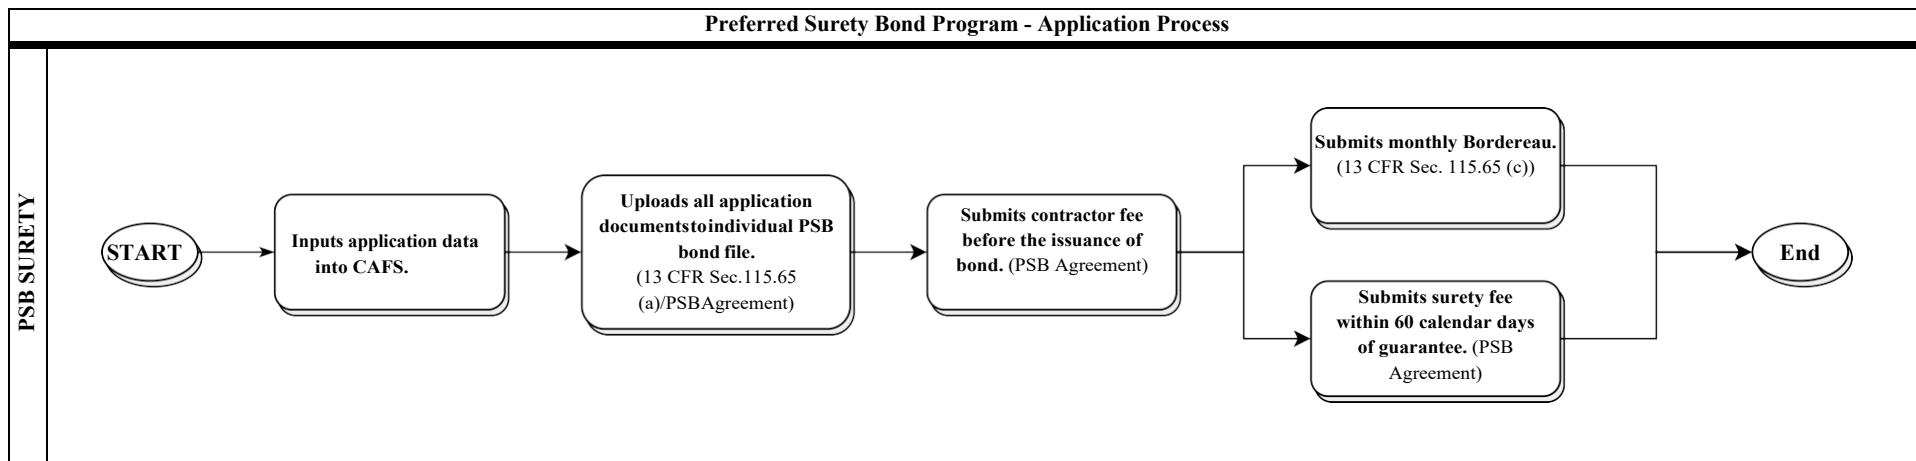 Preferred Surety Bond Program - Application Process
PSB SURETY
START
Inputs application data
into CAFS.
Uploads all application
documentstoindividual PSB
bond file.
(13 CFR Sec.115.65
(a)/PSBAgreement)
Submits contractor fee
before the issuance of
bond. (PSB Agreement)
Submits monthly Bordereau.
(13 CFR Sec. 115.65 (c))
Submits surety fee
within 60 calendar days
of guarantee. (PSB
Agreement)
End